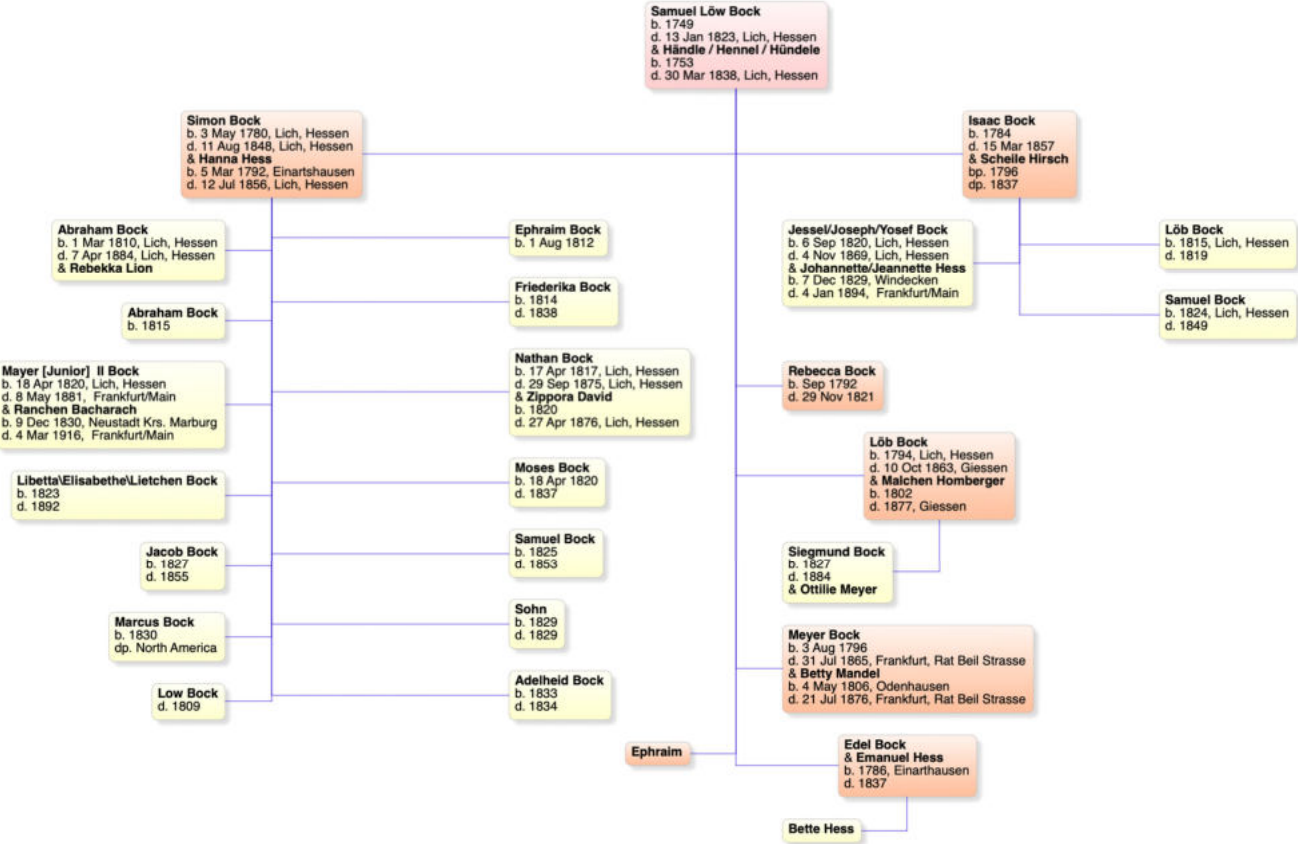 Samuel Löw Bock
b. 1749
d. 13 Jan 1823, Lich, Hessen
& Händle / Hennel / Hündele
b. 1753
d. 30 Mar 1838, Lich, Hessen
Simon Bock
b. 3 May 1780, Lich, Hessen
d. 11 Aug 1848, Lich, Hessen
& Hanna Hess
b. 5 Mar 1792, Einartshausen
d. 12 Jul 1856, Lich, Hessen
Isaac Bock
b. 1784
d. 15 Mar 1857
& Scheile Hirsch
bp. 1796
dp. 1837
Abraham Bock
b. 1 Mar 1810, Lich, Hessen
d. 7 Apr 1884, Lich, Hessen
& Rebekka Lion
Ephraim Bock
b. 1 Aug 1812
Friederika Bock
b. 1814
d. 1838
Abraham Bock
b. 1815
Nathan Bock
b. 17 Apr 1817, Lich, Hessen
d. 29 Sep 1875, Lich, Hessen
& Zippora David
b. 1820
d. 27 Apr 1876, Lich, Hessen
Mayer [Junior] II Bock
b. 18 Apr 1820, Lich, Hessen
d. 8 May 1881, Frankfurt/Main
& Ranchen Bacharach
b. 9 Dec 1830, Neustadt Krs. Marburg
d. 4 Mar 1916, Frankfurt/Main
Moses Bock
b. 18 Apr 1820
d. 1837
Libetta\Elisabethe\Lietchen Bock
b. 1823
d. 1892
Samuel Bock
b. 1825
d. 1853
Jacob Bock
b. 1827
d. 1855
Sohn
b. 1829
d. 1829
Marcus Bock
b. 1830
dp. North America
Adelheid Bock
b. 1833
d. 1834
Low Bock
d. 1809
Jessel/Joseph/Yosef Bock
b. 6 Sep 1820, Lich, Hessen
d. 4 Nov 1869, Lich, Hessen
& Johannette/Jeannette Hess
b. 7 Dec 1829, Windecken
d. 4 Jan 1894, Frankfurt/Main
Löb Bock
b. 1815, Lich, Hessen
d. 1819
Samuel Bock
b. 1824, Lich, Hessen
d. 1849
Rebecca Bock
b. Sep 1792
d. 29 Nov 1821
Löb Bock
b. 1794, Lich, Hessen
d. 10 Oct 1863, Giessen
& Malchen Homberger
b. 1802
d. 1877, Giessen
Siegmund Bock
b. 1827
d. 1884
& Ottilie Meyer
Meyer Bock
b. 3 Aug 1796
d. 31 Jul 1865, Frankfurt, Rat Beil Strasse
& Betty Mandel
b. 4 May 1806, Odenhausen
d. 21 Jul 1876, Frankfurt, Rat Beil Strasse
Ephraim
Edel Bock
& Emanuel Hess
b. 1786, Einarthausen
d. 1837
Bette Hess